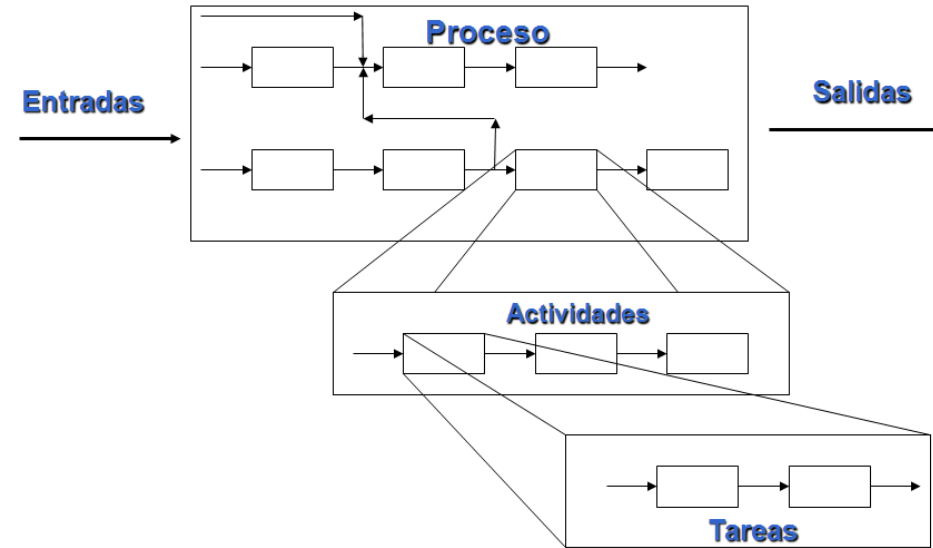 Proceso
Entradas
Salidas
Actividades
Tareas